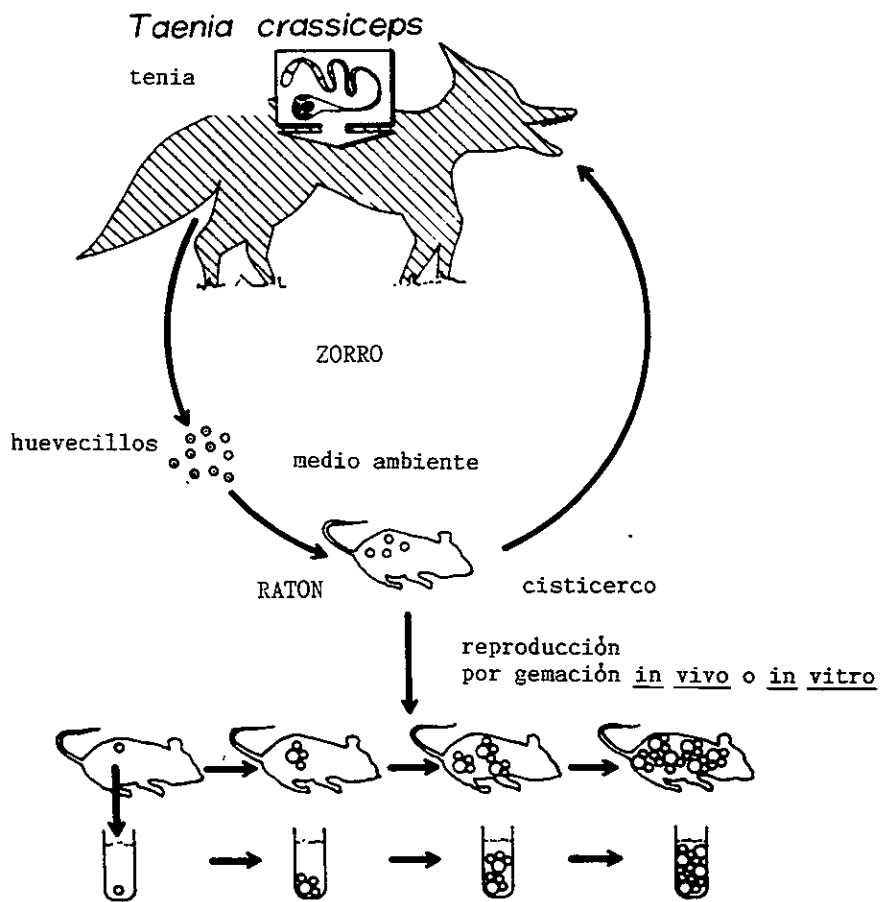 Taenia crassiceps
tenia
ZORRO
huevecillos
medio ambiente
RATON
cisticerco
reproducción
por gemación in vivo o in vitro